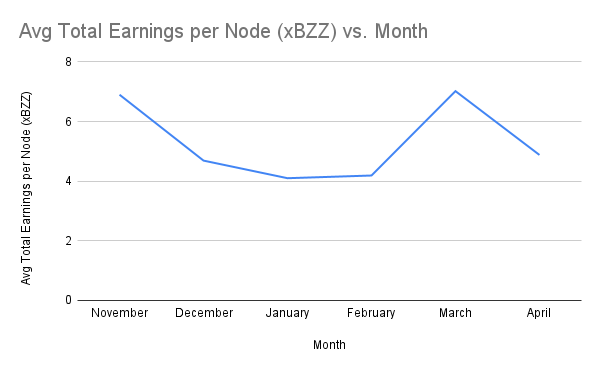 Avg Total Earnings per Node (xBZZ) vs. Month
Avg Total Earnings per Node (xBZZ)
8
6
4
2
0
November December January February March April
Month